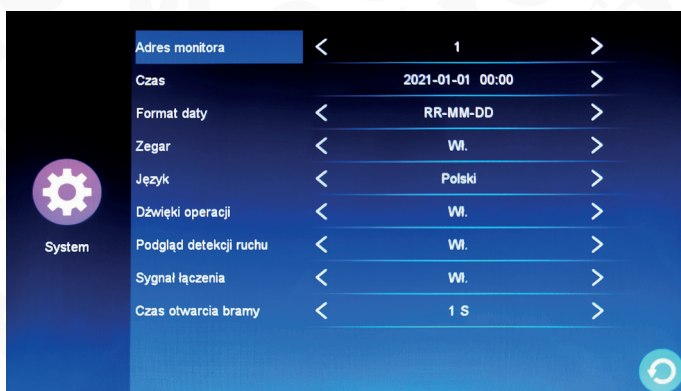 Adres monitora < 1 >
Czas 2021-01-01 00:00 >
Format daty < RR-MM-DD >
Zegar < Wł. >
Język < Polski >
Dźwięki operacji < Wł. >
System
Podgląd detekcji ruchu < Wł. >
Sygnał łączenia < Wł. >
Czas otwarcia bramy < 1 S >